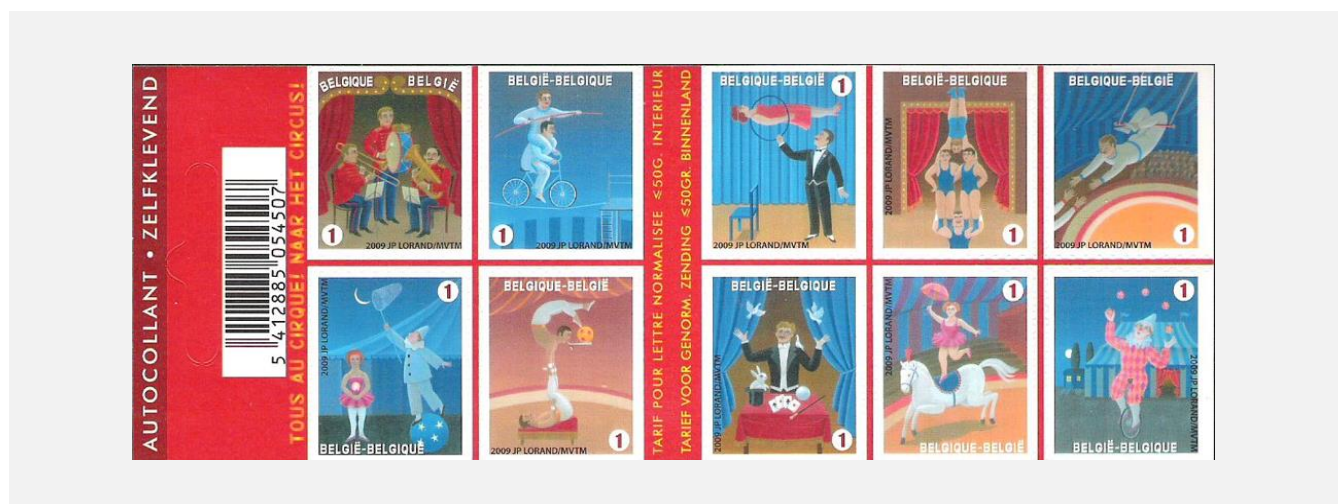 AUTOCOLLANT • ZELFKLEVEND
5 412885 054507
TOUS AU CIRQUE! NAAR HET CIRCUS!
BELGIQUE BELGIË
1
2009 JP LORAND/MVTM
BELGIË-BELGIQUE
1
2009 JP LORAND/MVTM
TARIF POUR LETTRE NORMALISEE ≤50G. INTERIEUR
TARIEF VOOR GENORM. ZENDING ≤50GR. BINNENLAND
BELGIQUE-BELGIË
1
2009 JP LORAND/MVTM
BELGIË-BELGIQUE
2009 JP LORAND/MVTM
1
BELGIQUE-BELGIË
2009 JP LORAND/MVTM
1
2009 JP LORAND/MVTM
1
BELGIË-BELGIQUE
BELGIQUE-BELGIË
1
2009 JP LORAND/MVTM
BELGIË-BELGIQUE
2009 JP LORAND/MVTM
1
1
2009 JP LORAND/MVTM
BELGIQUE-BELGIË
1
2009 JP LORAND/MVTM
BELGIË-BELGIQUE